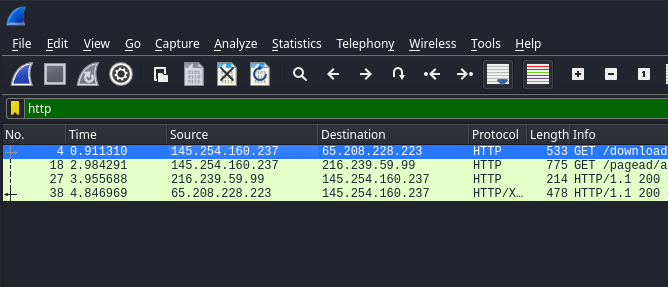 File Edit View Go Capture Analyze Statistics Telephony Wireless Tools Help
http
No. Time Source Destination Protocol Length Info
4 0.911310 145.254.160.237 65.208.228.223 HTTP 533 GET /download
18 2.984291 145.254.160.237 216.239.59.99 HTTP 775 GET /pagead/a
27 3.955688 216.239.59.99 145.254.160.237 HTTP 214 HTTP/1.1 200
38 4.846969 65.208.228.223 145.254.160.237 HTTP/X… 478 HTTP/1.1 200